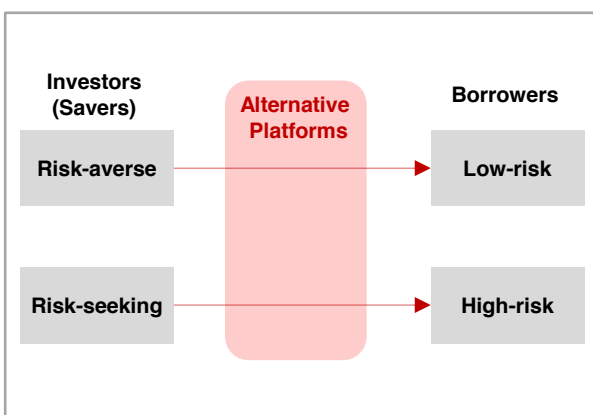 Investors
(Savers)
Alternative
Platforms
Borrowers
Risk-averse
Low-risk
Risk-seeking
High-risk